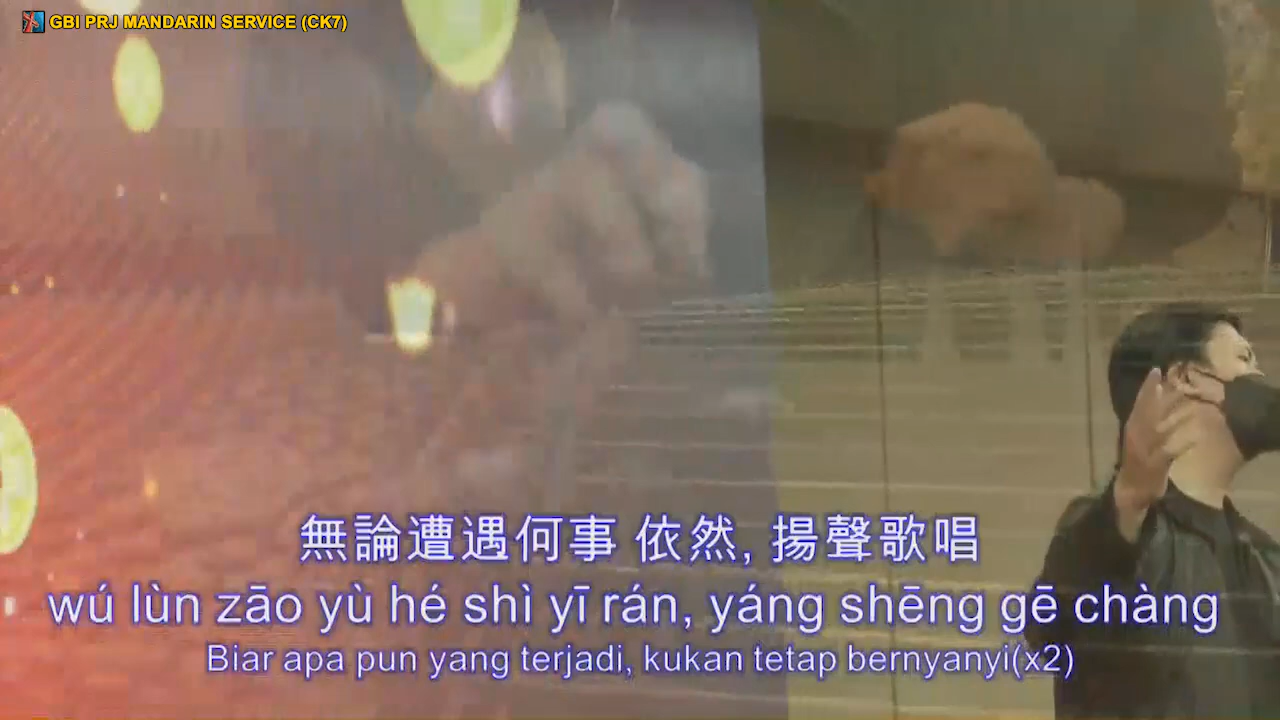 GBI PRJ MANDARIN SERVICE (CK7)
無論遭遇何事 依然, 揚聲歌唱
wú lùn zāo yù hé shì yī rán, yáng shēng gē chàng
Biar apa pun yang terjadi, kukan tetap bernyanyi(x2)